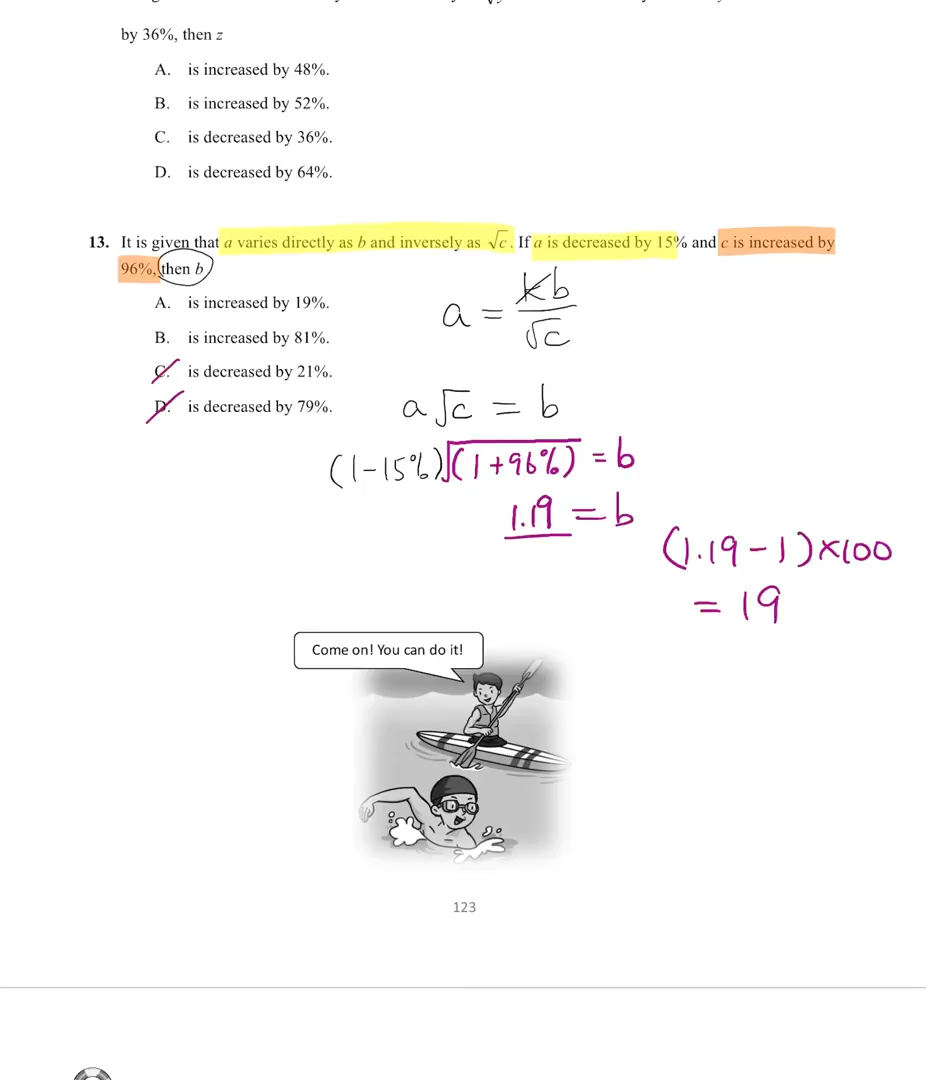 by 36%, then z
A. is increased by 48%.
B. is increased by 52%.
C. is decreased by 36%.
D. is decreased by 64%.
13. It is given that a varies directly as b and inversely as √c. If a is decreased by 15% and c is increased by
96%, then b
A. is increased by 19%.
B. is increased by 81%.
C. is decreased by 21%.
D. is decreased by 79%.
a = kb/√c
a√c = b
(1-15%)√(1+96%) = b
1.19 = b
(1.19-1)×100
= 19
Come on! You can do it!
123